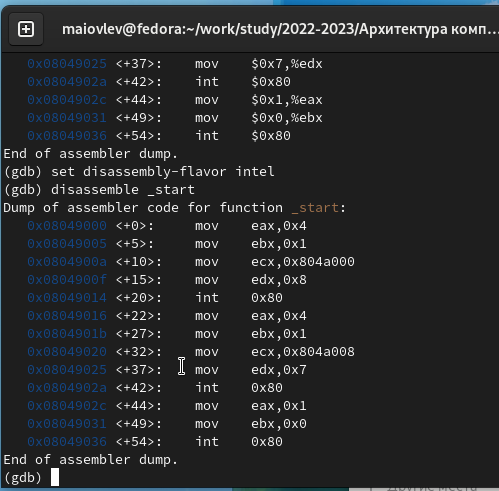 maiovlev@fedora:~/work/study/2022-2023/Архитектура комп...
0x08049025 <+37>: mov $0x7,%edx
0x0804902a <+42>: int $0x80
0x0804902c <+44>: mov $0x1,%eax
0x08049031 <+49>: mov $0x0,%ebx
0x08049036 <+54>: int $0x80
End of assembler dump.
(gdb) set disassembly-flavor intel
(gdb) disassemble _start
Dump of assembler code for function _start:
0x08049000 <+0>: mov eax,0x4
0x08049005 <+5>: mov ebx,0x1
0x0804900a <+10>: mov ecx,0x804a000
0x0804900f <+15>: mov edx,0x8
0x08049014 <+20>: int 0x80
0x08049016 <+22>: mov eax,0x4
0x0804901b <+27>: mov ebx,0x1
0x08049020 <+32>: mov ecx,0x804a008
0x08049025 <+37>: mov edx,0x7
0x0804902a <+42>: int 0x80
0x0804902c <+44>: mov eax,0x1
0x08049031 <+49>: mov ebx,0x0
0x08049036 <+54>: int 0x80
End of assembler dump.
(gdb)